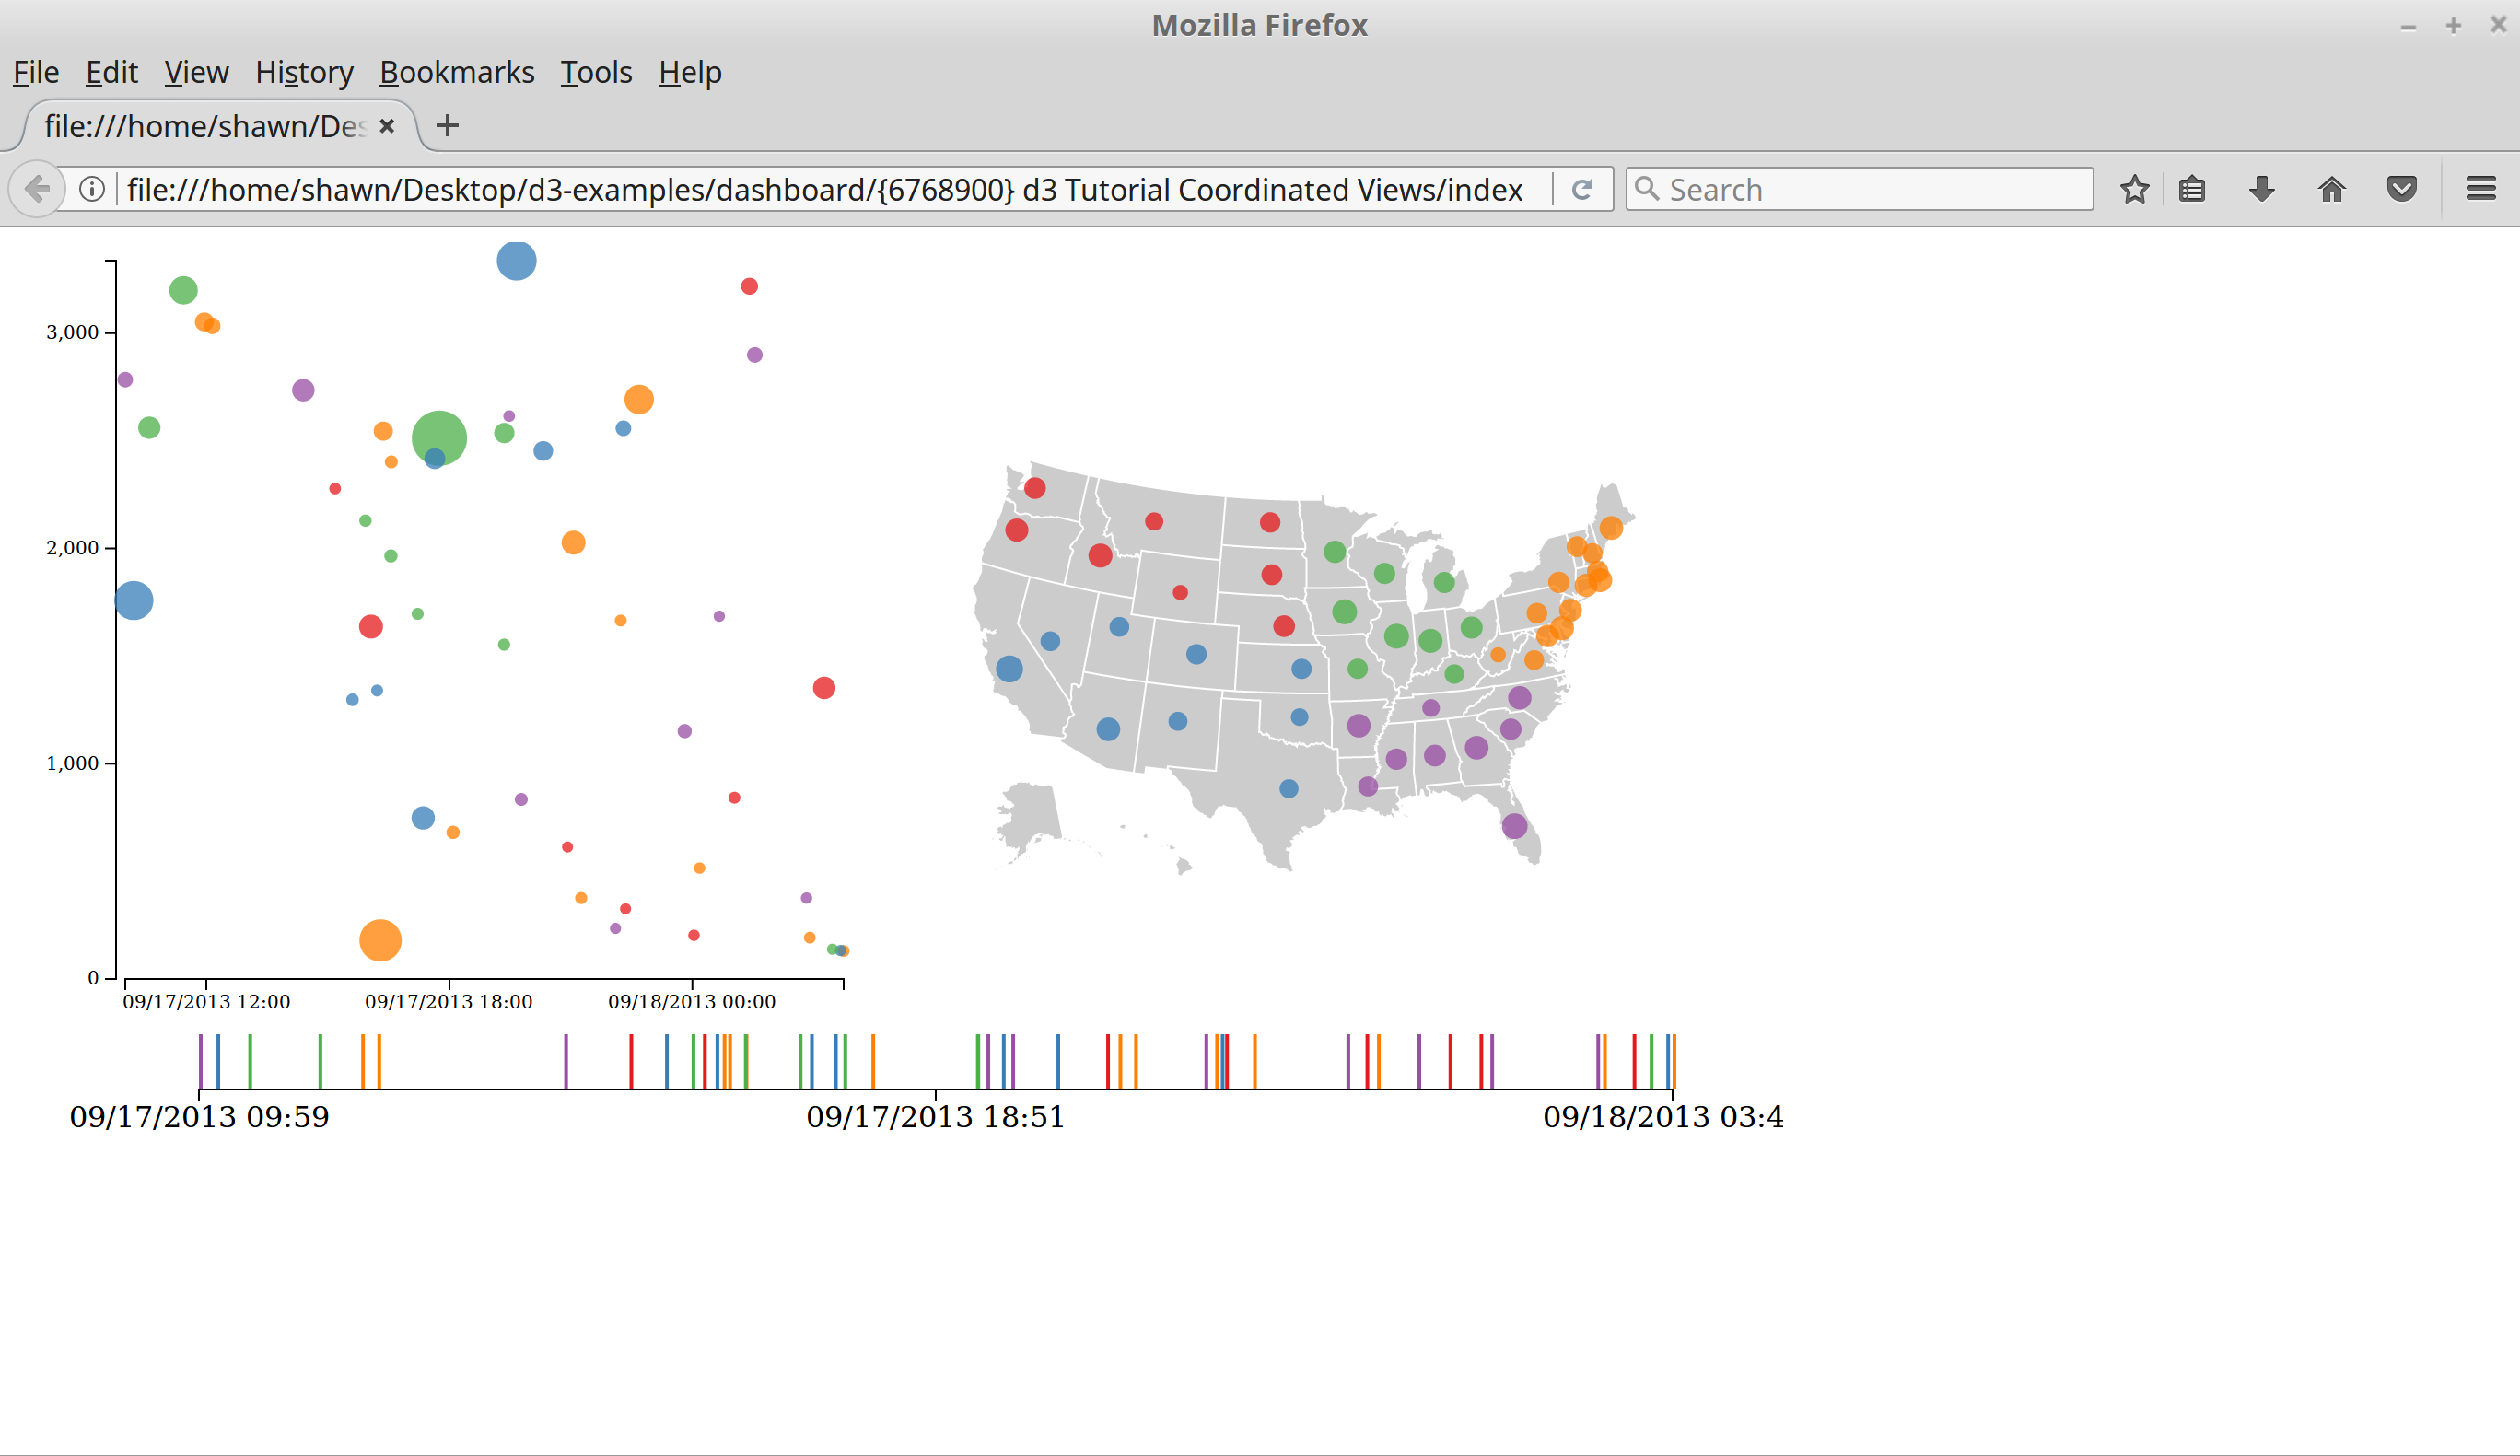 Mozilla Firefox
File Edit View History Bookmarks Tools Help
file:///home/shawn/Des
file:///home/shawn/Desktop/d3-examples/dashboard/{6768900} d3 Tutorial Coordinated Views/index
Search
3,000
2,000
1,000
0
09/17/2013 12:00 09/17/2013 18:00 09/18/2013 00:00
09/17/2013 09:59 09/17/2013 18:51 09/18/2013 03:4